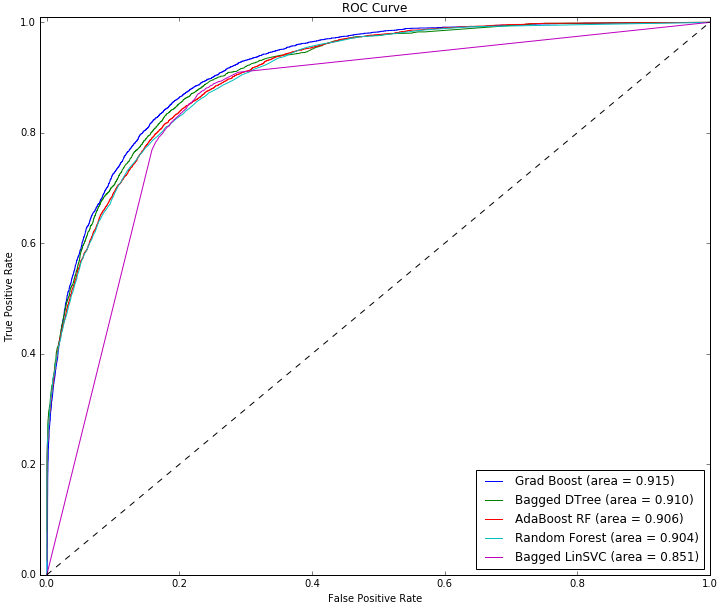 ROC Curve
1.0
0.8
0.6
0.4
0.2
0.0
True Positive Rate
0.0 0.2 0.4 0.6 0.8 1.0
False Positive Rate
Grad Boost (area = 0.915)
Bagged DTree (area = 0.910)
AdaBoost RF (area = 0.906)
Random Forest (area = 0.904)
Bagged LinSVC (area = 0.851)